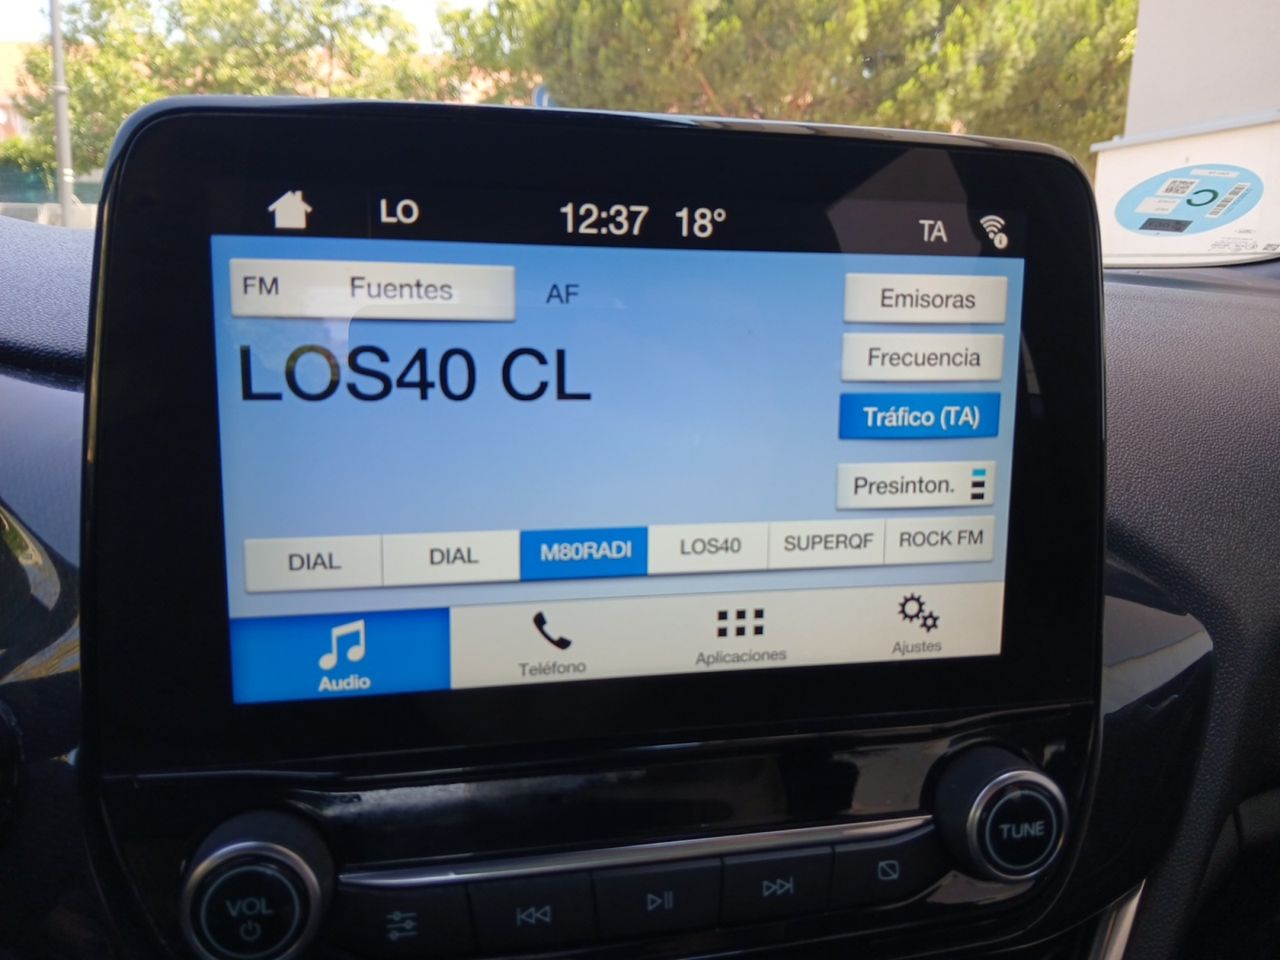 LO 12:37 18° TA
FM Fuentes AF Emisoras
LOS40 CL Frecuencia
Tráfico (TA)
Presinton.
DIAL DIAL M80RADI LOS40 SUPERQF ROCK FM
Audio Teléfono Aplicaciones Ajustes
VOL TUNE